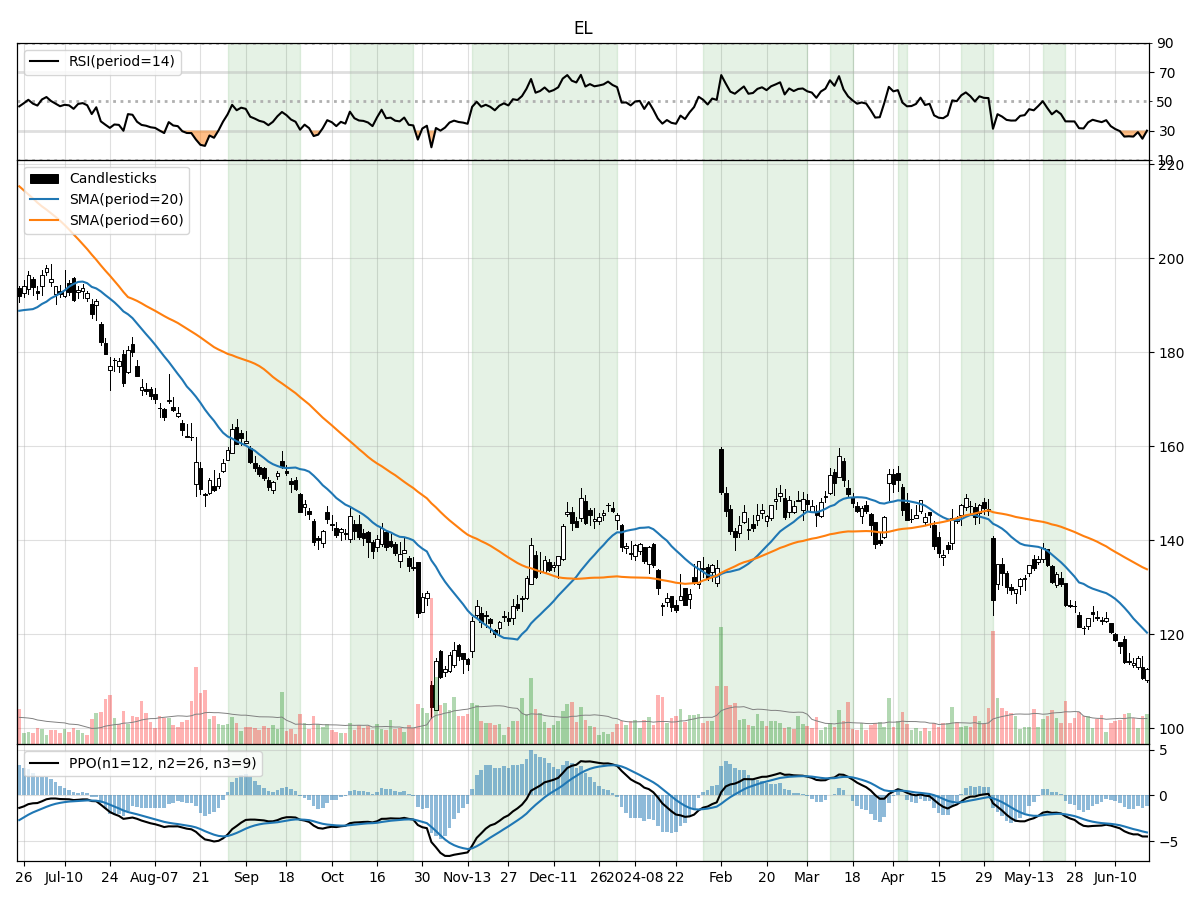 EL
RSI(period=14)
90
70
50
30
10
Candlesticks
SMA(period=20)
SMA(period=60)
220
200
180
160
140
120
100
PPO(n1=12, n2=26, n3=9)
5
0
−5
26 Jul-10 24 Aug-07 21 Sep 18 Oct 16 30 Nov-13 27 Dec-11 26 2024-08 22 Feb 20 Mar 18 Apr 15 29 May-13 28 Jun-10